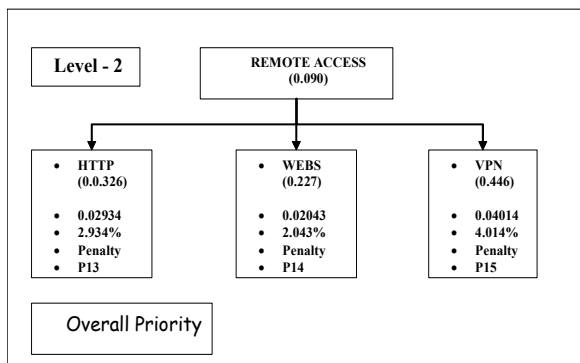 Level - 2
REMOTE ACCESS
(0.090)
• HTTP
(0.0.326)
• 0.02934
• 2.934%
• Penalty
• P13
• WEBS
(0.227)
• 0.02043
• 2.043%
• Penalty
• P14
• VPN
(0.446)
• 0.04014
• 4.014%
• Penalty
• P15
Overall Priority